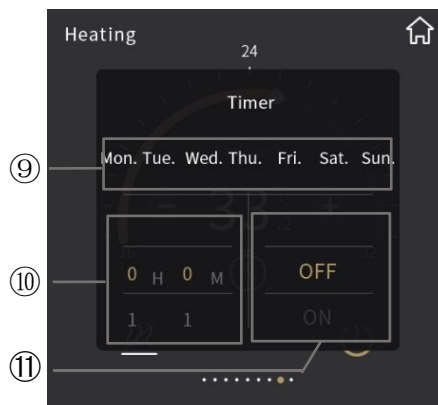 Heating
24
Timer
⑨ Mon. Tue. Wed. Thu. Fri. Sat. Sun.
33
⑩ 0 H 0 M OFF
1 1 ON
⑪